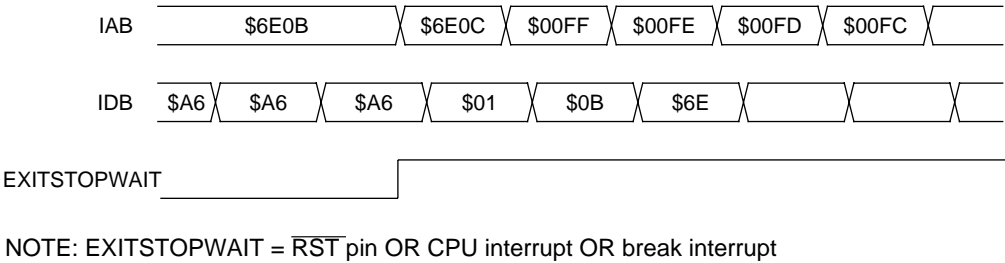 IAB $6E0B $6E0C $00FF $00FE $00FD $00FC
IDB $A6 $A6 $A6 $01 $0B $6E
EXITSTOPWAIT
NOTE: EXITSTOPWAIT = RST pin OR CPU interrupt OR break interrupt